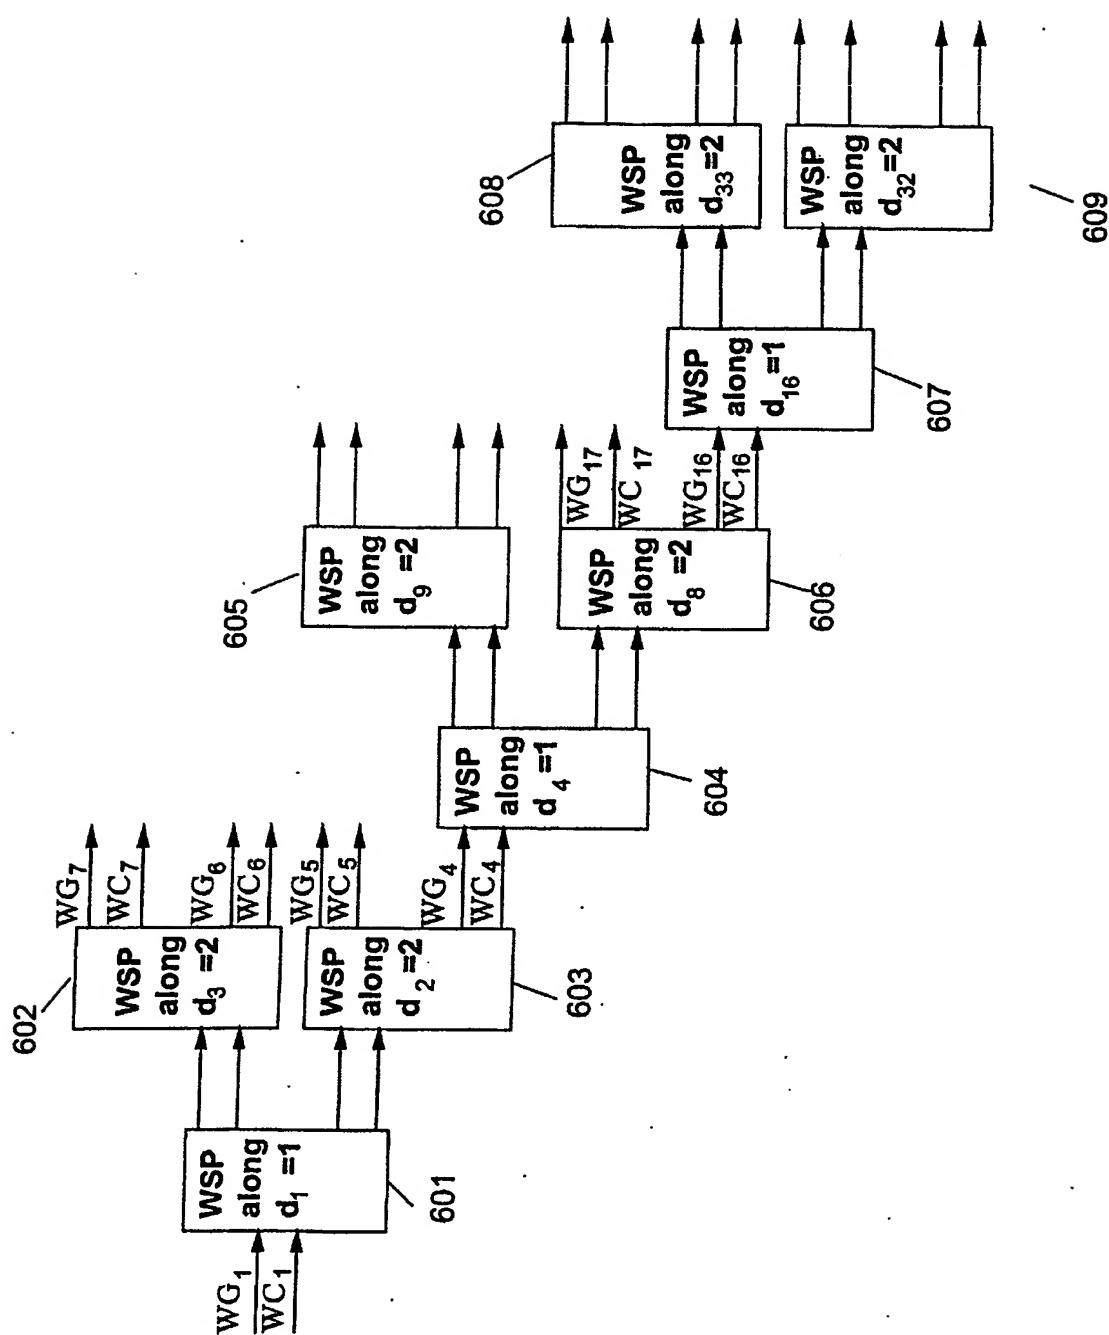 WG1
WC1
WSP
along
d1 =1
601
602
WSP
along
d3 =2
WG7
WC7
WG6
WC6
WSP
along
d2 =2
603
WG5
WC5
WG4
WC4
WSP
along
d4 =1
604
605
WSP
along
d9 =2
WSP
along
d8 =2
606
WG17
WC17
WG16
WC16
WSP
along
d16 =1
607
608
WSP
along
d33 =2
WSP
along
d32 =2
609